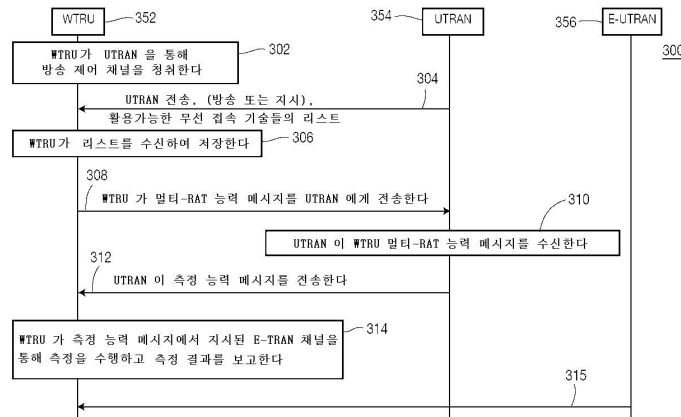 WTRU
352
354
UTRAN
356
E-UTRAN
300
WTRU가 UTRAN 을 통해
방송 제어 채널을 청취한다
302
304
UTRAN 전송, (방송 또는 지시),
활용가능한 무선 접속 기술들의 리스트
WTRU가 리스트를 수신하여 저장한다
306
308
WTRU 가 멀티-RAT 능력 메시지를 UTRAN 에게 전송한다
310
UTRAN 이 WTRU 멀티-RAT 능력 메시지를 수신한다
312
UTRAN 이 측정 능력 메시지를 전송한다
WTRU 가 측정 능력 메시지에서 지시된 E-TRAN 채널을
통해 측정을 수행하고 측정 결과를 보고한다
314
315